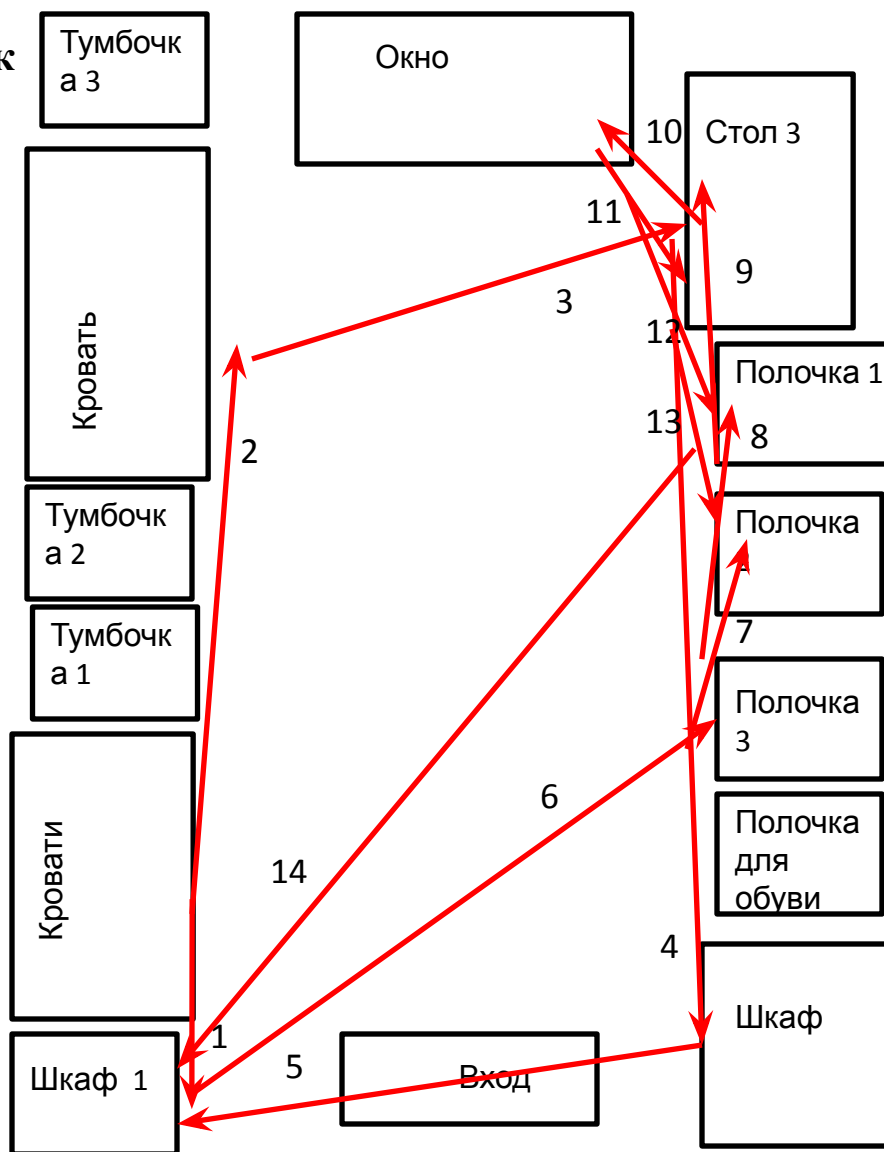 к
Тумбочк
а 3
Окно
10
Стол 3
11
9
3
12
Полочка 1
Кровать
13
8
2
Тумбочк
а 2
Полочка
7
Тумбочк
а 1
Полочка
3
6
Полочка
для
обуви
14
Кровати
4
Шкаф
1
5
Шкаф 1
Вход